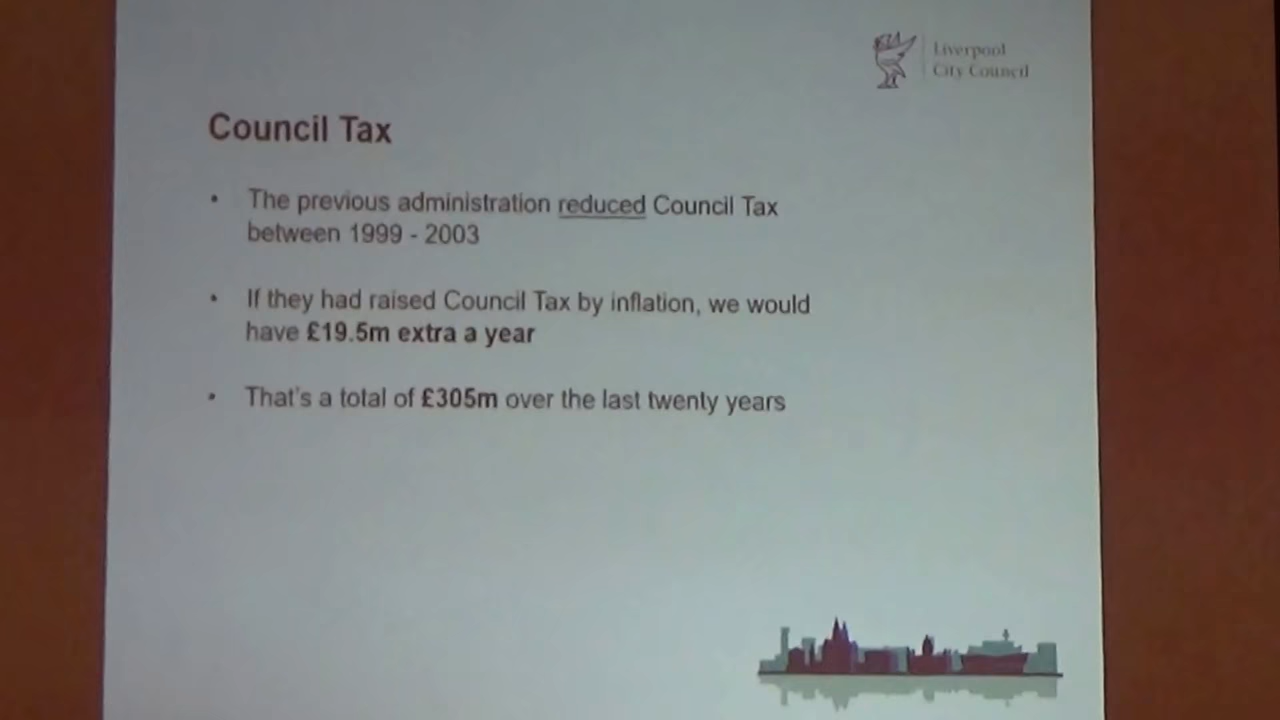 Liverpool
City Council
Council Tax
• The previous administration reduced Council Tax
between 1999 - 2003
• If they had raised Council Tax by inflation, we would
have £19.5m extra a year
• That's a total of £305m over the last twenty years